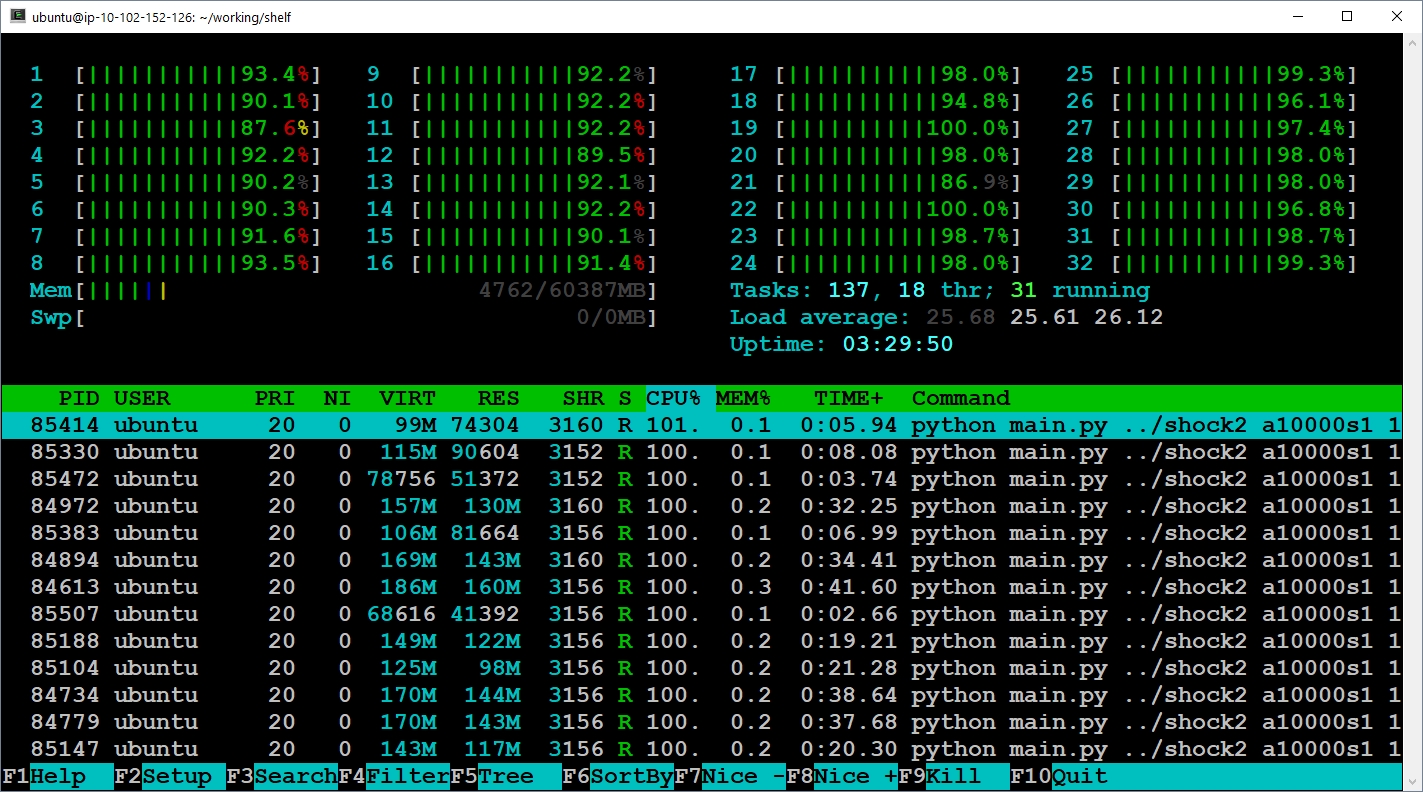 ubuntu@ip-10-102-152-126: ~/working/shelf
1 [|||||||||||93.4%] 9 [|||||||||||92.2%] 17 [|||||||||||98.0%] 25 [|||||||||||99.3%]
2 [|||||||||||90.1%] 10 [|||||||||||92.2%] 18 [|||||||||||94.8%] 26 [|||||||||||96.1%]
3 [|||||||||||87.6%] 11 [|||||||||||92.2%] 19 [||||||||||100.0%] 27 [|||||||||||97.4%]
4 [|||||||||||92.2%] 12 [|||||||||||89.5%] 20 [|||||||||||98.0%] 28 [|||||||||||98.0%]
5 [|||||||||||90.2%] 13 [|||||||||||92.1%] 21 [|||||||||||86.9%] 29 [|||||||||||98.0%]
6 [|||||||||||90.3%] 14 [|||||||||||92.2%] 22 [||||||||||100.0%] 30 [|||||||||||96.8%]
7 [|||||||||||91.6%] 15 [|||||||||||90.1%] 23 [|||||||||||98.7%] 31 [|||||||||||98.7%]
8 [|||||||||||93.5%] 16 [|||||||||||91.4%] 24 [|||||||||||98.0%] 32 [|||||||||||99.3%]
Mem[|||||| 4762/60387MB] Tasks: 137, 18 thr; 31 running
Swp[ 0/0MB] Load average: 25.68 25.61 26.12
Uptime: 03:29:50
PID USER PRI NI VIRT RES SHR S CPU% MEM% TIME+ Command
85414 ubuntu 20 0 99M 74304 3160 R 101. 0.1 0:05.94 python main.py ../shock2 a10000s1 1
85330 ubuntu 20 0 115M 90604 3152 R 100. 0.1 0:08.08 python main.py ../shock2 a10000s1 1
85472 ubuntu 20 0 78756 51372 3152 R 100. 0.1 0:03.74 python main.py ../shock2 a10000s1 1
84972 ubuntu 20 0 157M 130M 3160 R 100. 0.2 0:32.25 python main.py ../shock2 a10000s1 1
85383 ubuntu 20 0 106M 81664 3156 R 100. 0.1 0:06.99 python main.py ../shock2 a10000s1 1
84894 ubuntu 20 0 169M 143M 3160 R 100. 0.2 0:34.41 python main.py ../shock2 a10000s1 1
84613 ubuntu 20 0 186M 160M 3156 R 100. 0.3 0:41.60 python main.py ../shock2 a10000s1 1
85507 ubuntu 20 0 68616 41392 3156 R 100. 0.1 0:02.66 python main.py ../shock2 a10000s1 1
85188 ubuntu 20 0 149M 122M 3156 R 100. 0.2 0:19.21 python main.py ../shock2 a10000s1 1
85104 ubuntu 20 0 125M 98M 3156 R 100. 0.2 0:21.28 python main.py ../shock2 a10000s1 1
84734 ubuntu 20 0 170M 144M 3156 R 100. 0.2 0:38.64 python main.py ../shock2 a10000s1 1
84779 ubuntu 20 0 170M 143M 3156 R 100. 0.2 0:37.68 python main.py ../shock2 a10000s1 1
85147 ubuntu 20 0 143M 117M 3156 R 100. 0.2 0:20.30 python main.py ../shock2 a10000s1 1
F1Help F2Setup F3SearchF4FilterF5Tree F6SortByF7Nice -F8Nice +F9Kill F10Quit